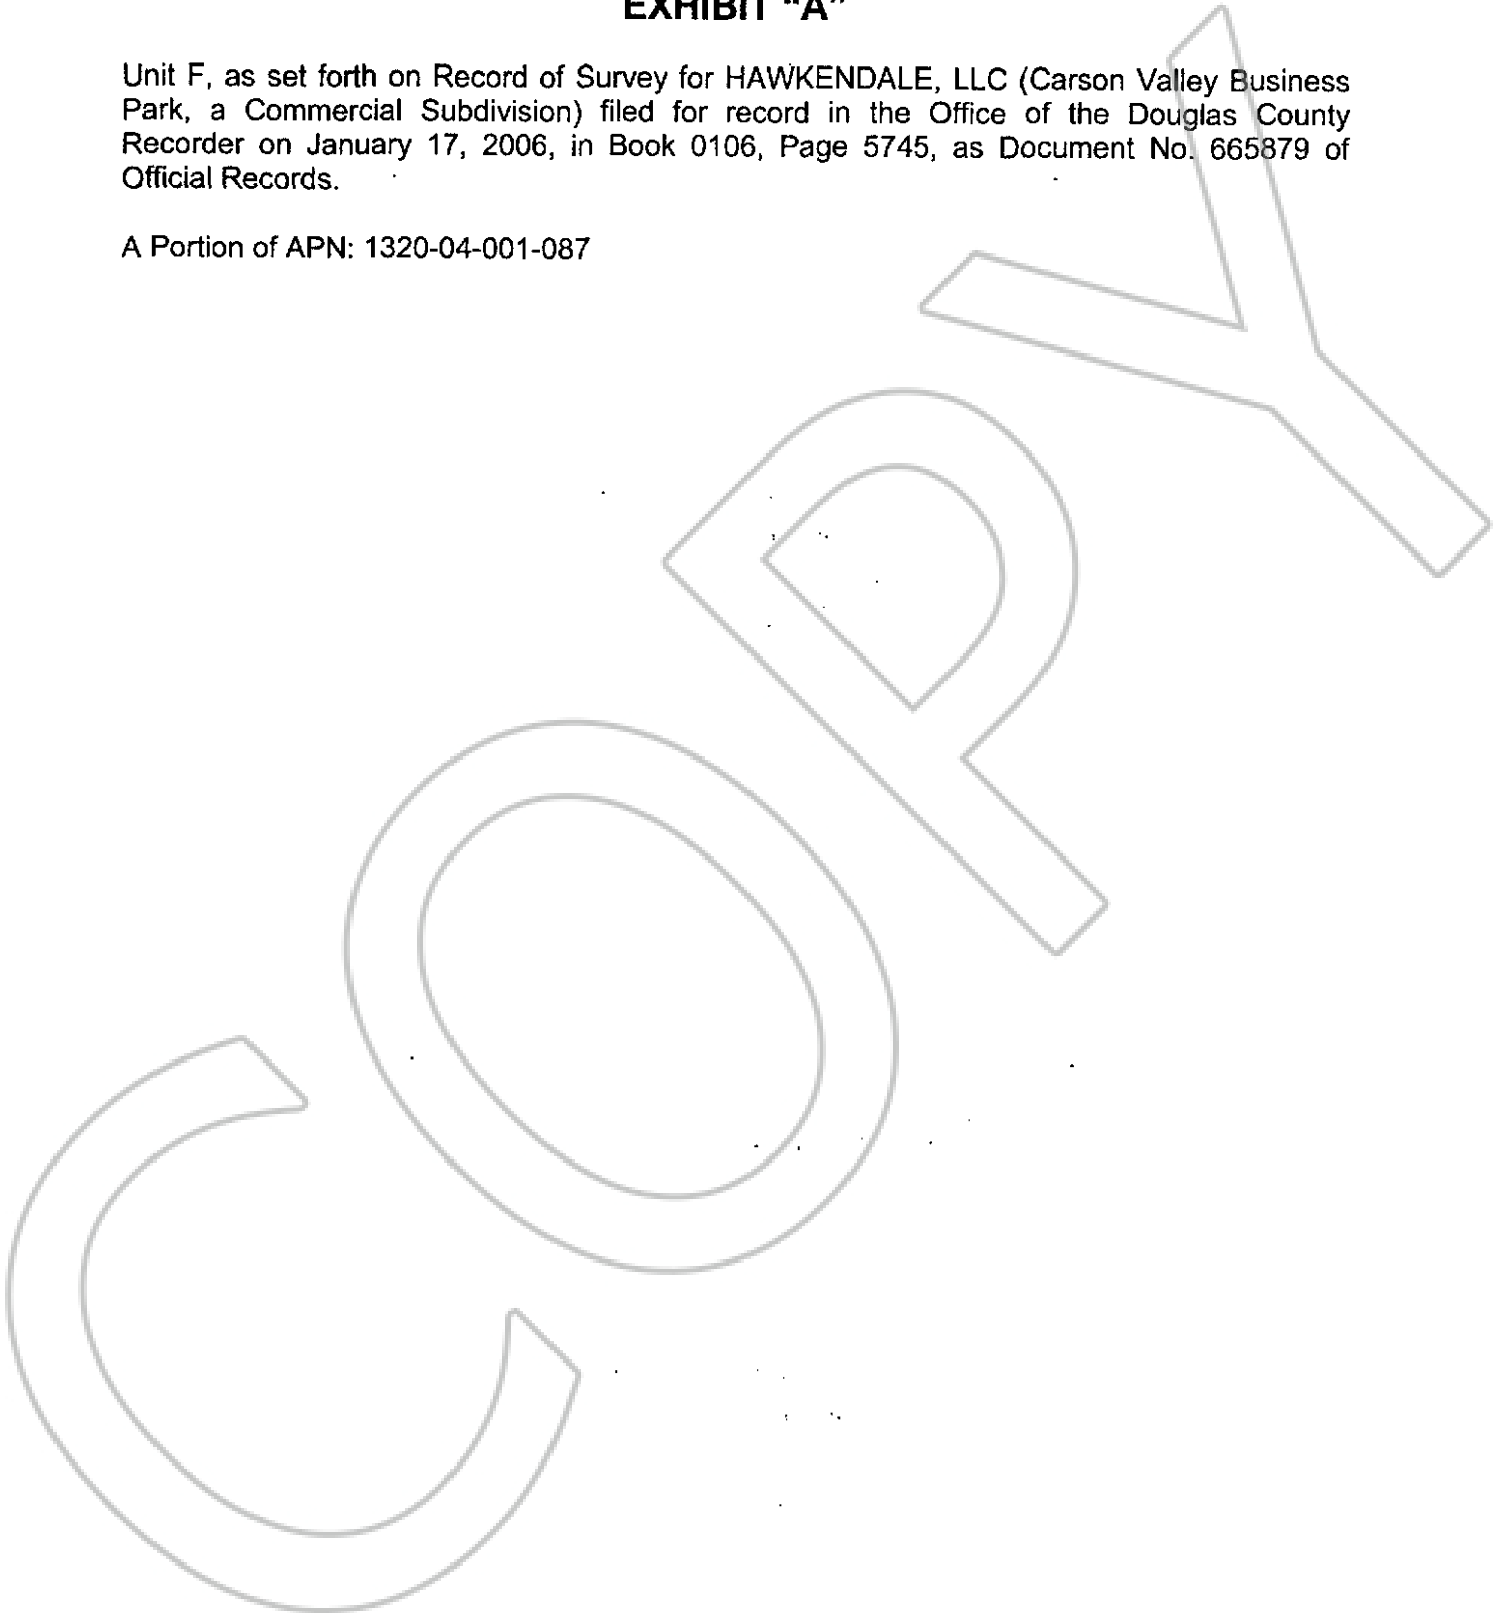 EXHIBIT "A"
Unit F, as set forth on Record of Survey for HAWKENDALE, LLC (Carson Valley Business
Park, a Commercial Subdivision) filed for record in the Office of the Douglas County
Recorder on January 17, 2006, in Book 0106, Page 5745, as Document No. 665879 of
Official Records.
A Portion of APN: 1320-04-001-087
COPY